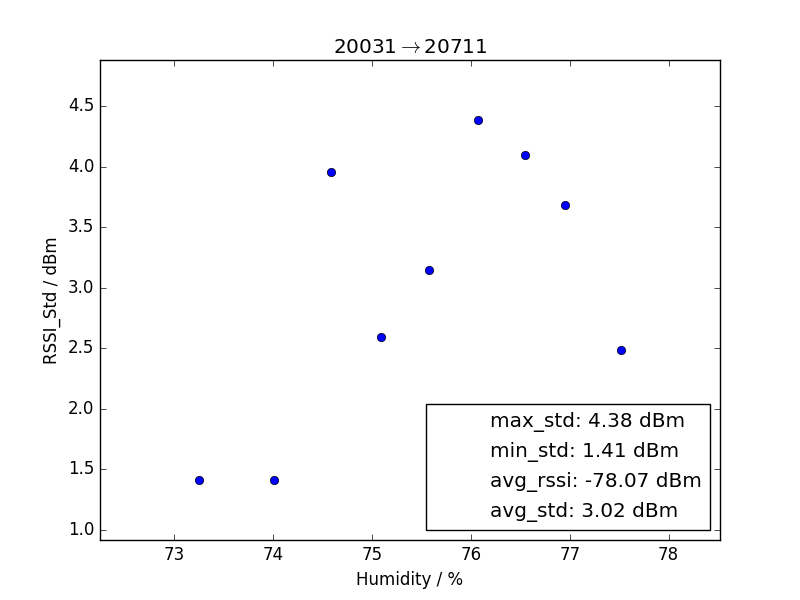 20031→20711
4.5
4.0
3.5
3.0
2.5
2.0
1.5
1.0
RSSI_Std / dBm
max_std: 4.38 dBm
min_std: 1.41 dBm
avg_rssi: -78.07 dBm
avg_std: 3.02 dBm
73 74 75 76 77 78
Humidity / %